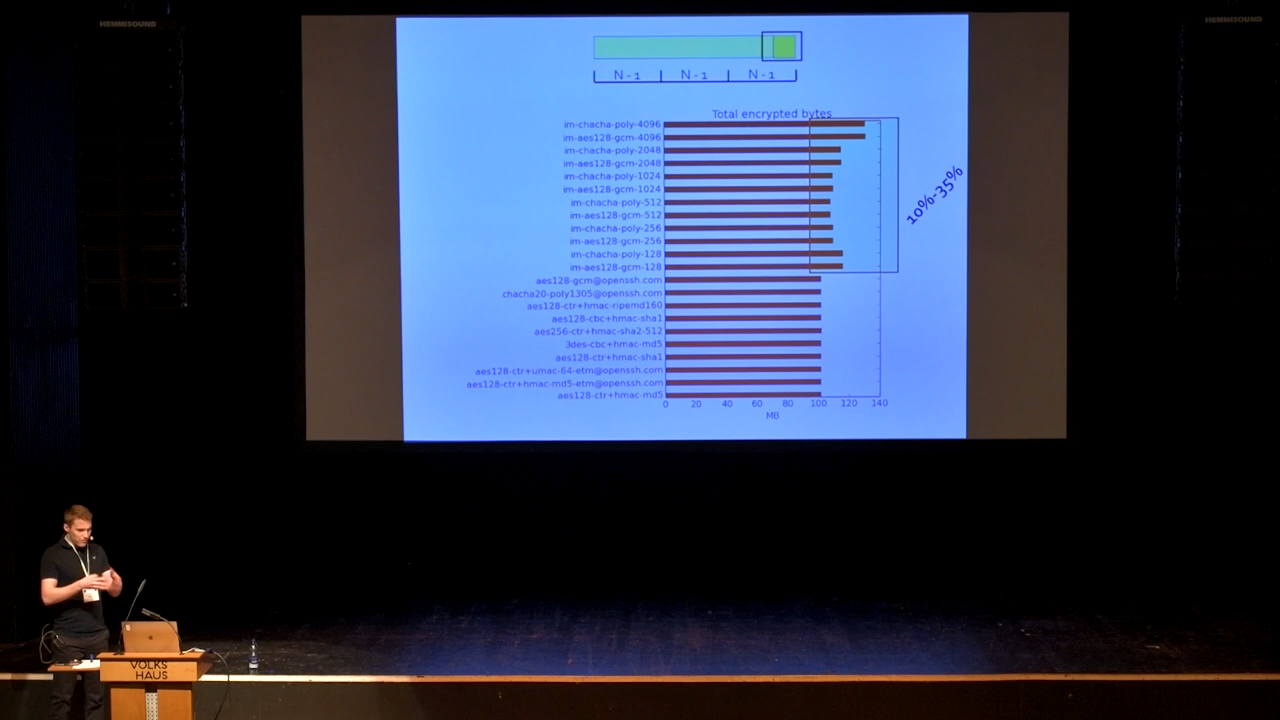 HEMMISOUND
HEMMISOUND
N-1 N-1 N-1
Total encrypted bytes
im-chacha-poly-4096
im-aes128-gcm-4096
im-chacha-poly-2048
im-aes128-gcm-2048
im-chacha-poly-1024
im-aes128-gcm-1024
im-chacha-poly-512
im-aes128-gcm-512
im-chacha-poly-256
im-aes128-gcm-256
im-chacha-poly-128
im-aes128-gcm-128
10%-35%
aes128-gcm@openssh.com
chacha20-poly1305@openssh.com
aes128-ctr+hmac-ripemd160
aes128-cbc+hmac-sha1
aes256-ctr+hmac-sha2-512
3des-cbc+hmac-md5
aes128-ctr+hmac-sha1
aes128-ctr+umac-64-etm@openssh.com
aes128-ctr+hmac-md5-etm@openssh.com
aes128-ctr+hmac-md5
0 20 40 60 80 100 120 140
MB
VOLKS
HAUS